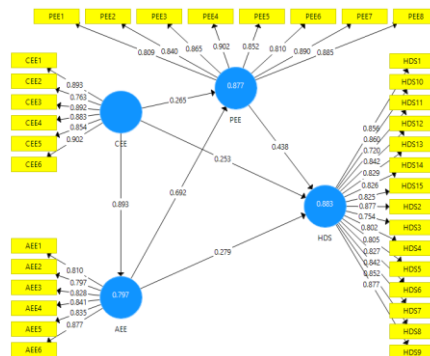 PEE1 PEE2 PEE3 PEE4 PEE5 PEE6 PEE7 PEE8
0.809 0.840 0.865 0.902 0.852 0.810 0.890 0.885
0.877
PEE
CEE1
CEE2
CEE3
CEE4
CEE5
CEE6
0.893
0.763
0.892
0.883
0.854
0.902
CEE
0.265
0.253
0.893
0.692
0.438
0.279
AEE1
AEE2
AEE3
AEE4
AEE5
AEE6
0.810
0.797
0.828
0.841
0.835
0.877
0.797
AEE
0.883
HDS
0.856
0.860
0.720
0.842
0.829
0.826
0.825
0.877
0.754
0.802
0.805
0.827
0.842
0.852
0.877
HDS1
HDS10
HDS11
HDS12
HDS13
HDS14
HDS15
HDS2
HDS3
HDS4
HDS5
HDS6
HDS7
HDS8
HDS9